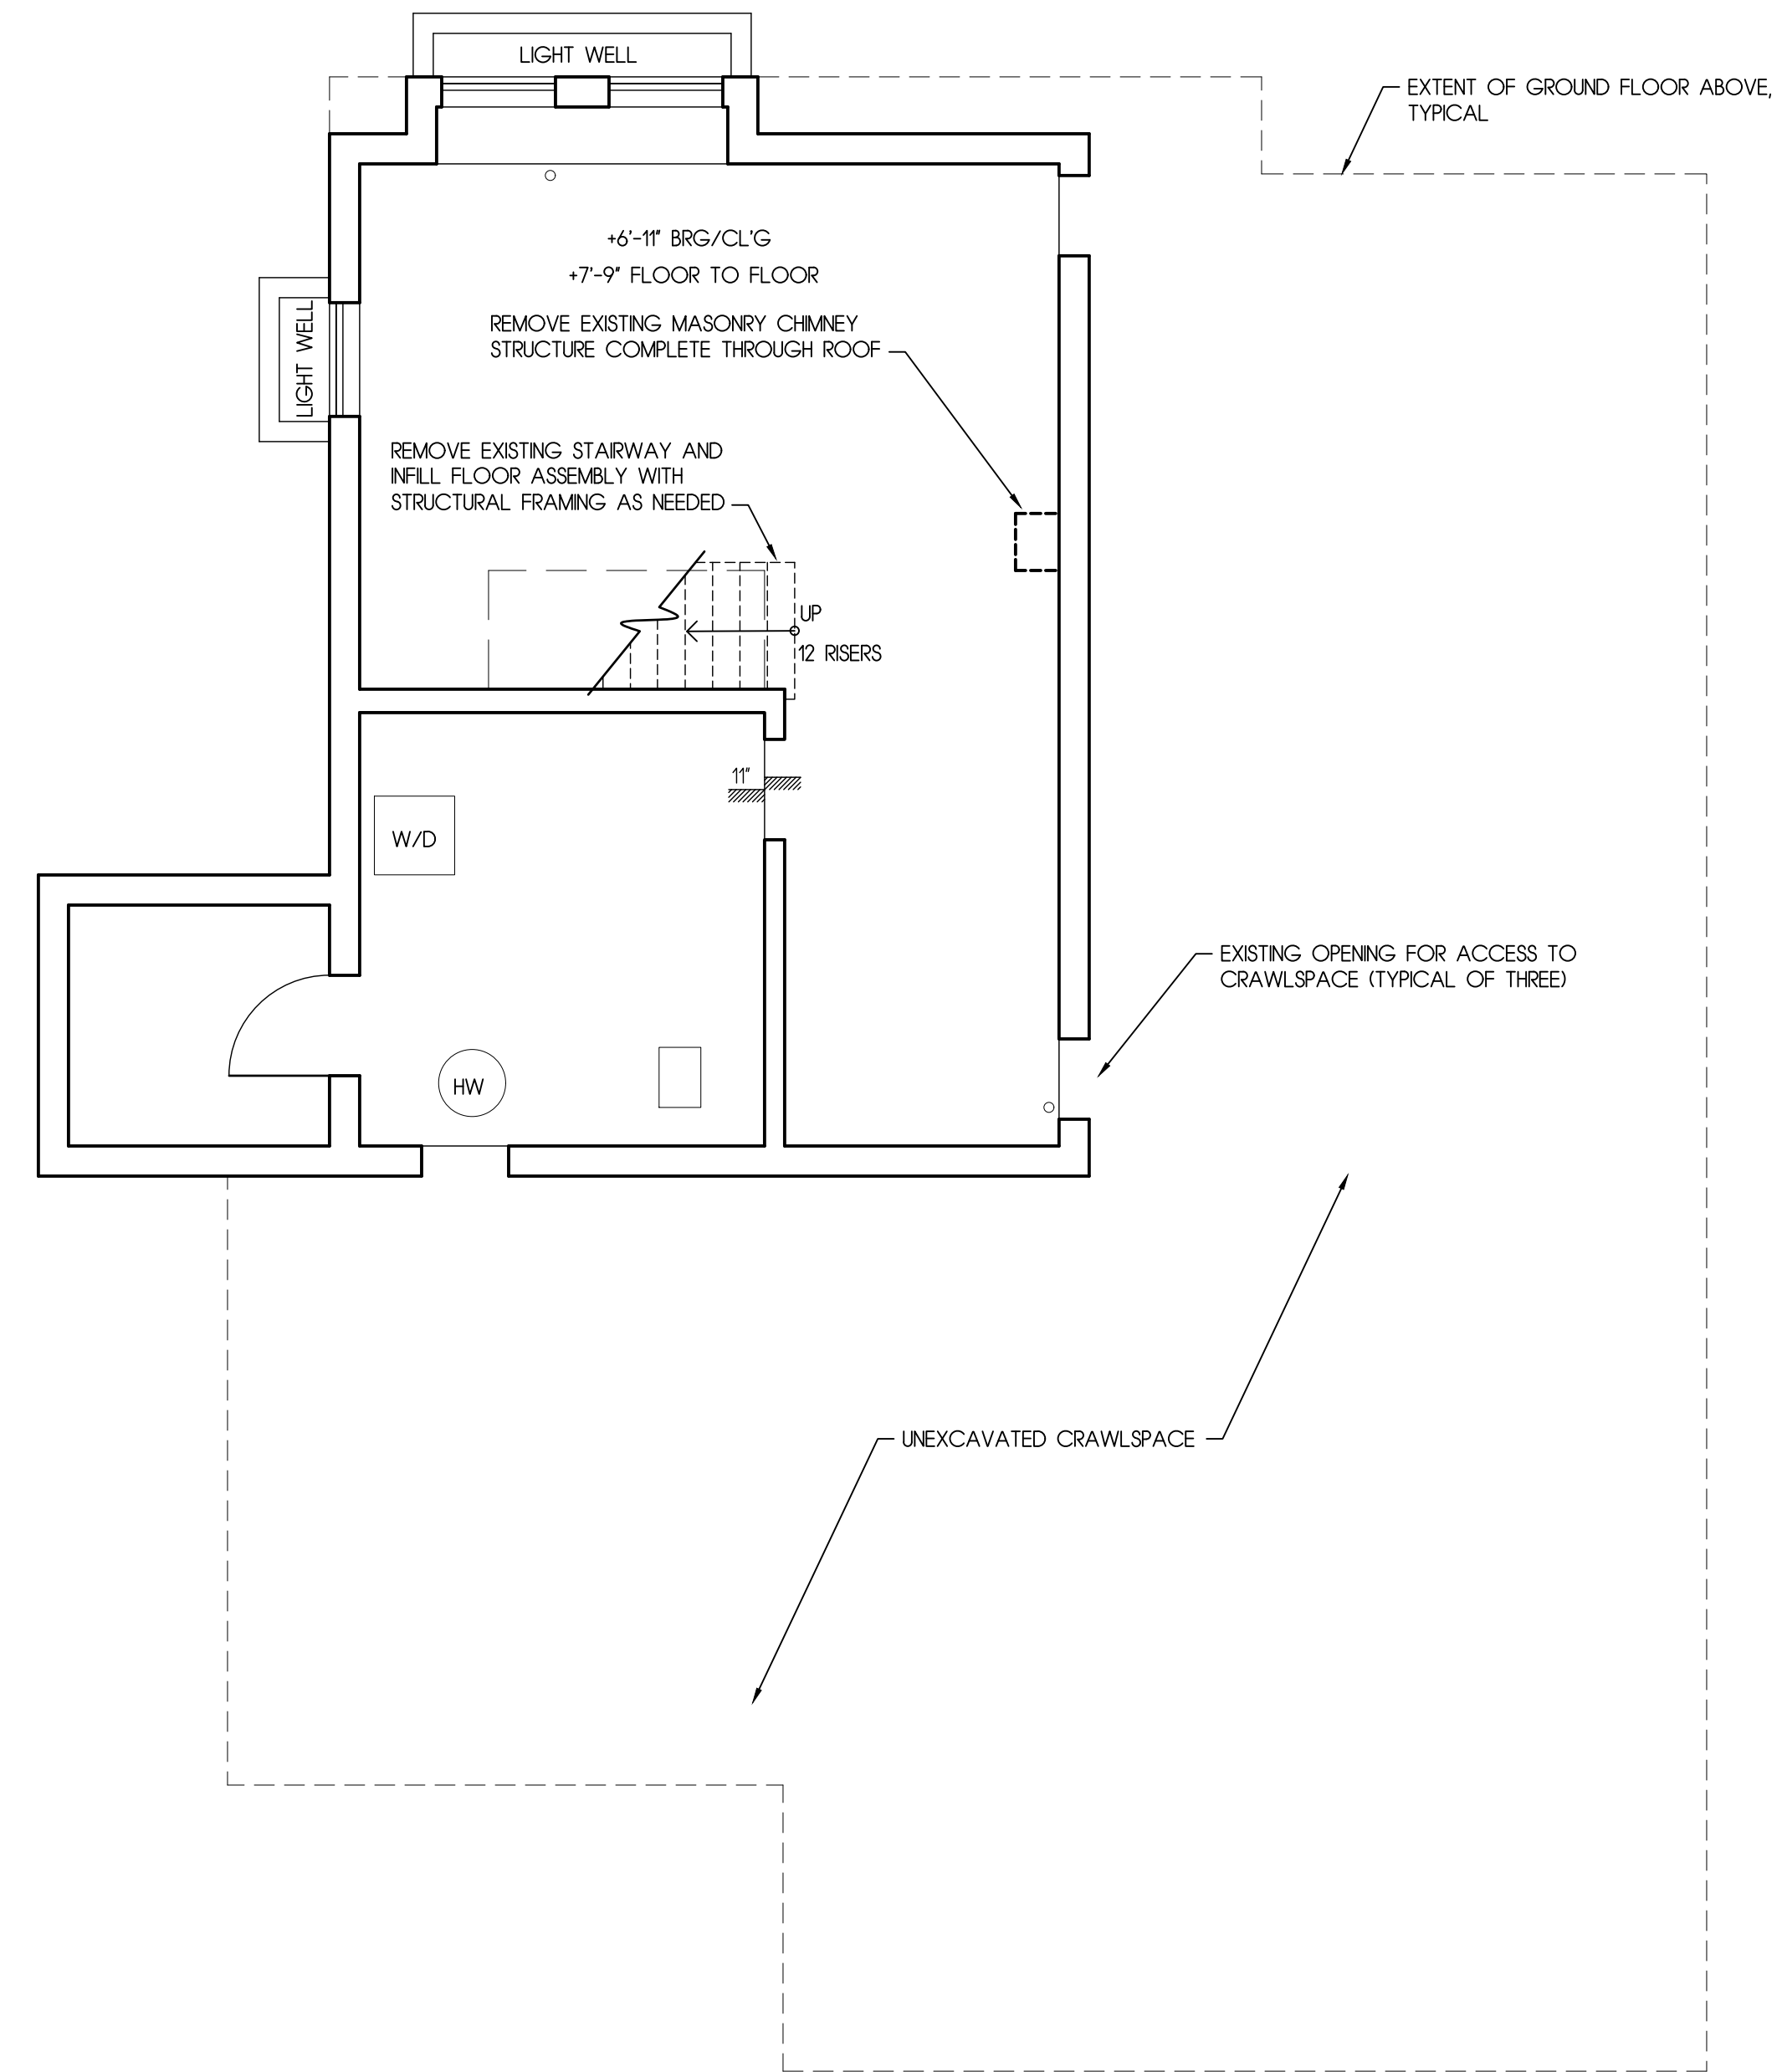 LIGHT WELL
EXTENT OF GROUND FLOOR ABOVE,
TYPICAL
+6'-11" BRG/CL'G
+7'-9" FLOOR TO FLOOR
REMOVE EXISTING MASONRY CHIMNEY
STRUCTURE COMPLETE THROUGH ROOF
LIGHT WELL
REMOVE EXISTING STAIRWAY AND
INFILL FLOOR ASSEMBLY WITH
STRUCTURAL FRAMING AS NEEDED
UP
12 RISERS
11"
W/D
EXISTING OPENING FOR ACCESS TO
CRAWLSPACE (TYPICAL OF THREE)
HW
UNEXCAVATED CRAWLSPACE